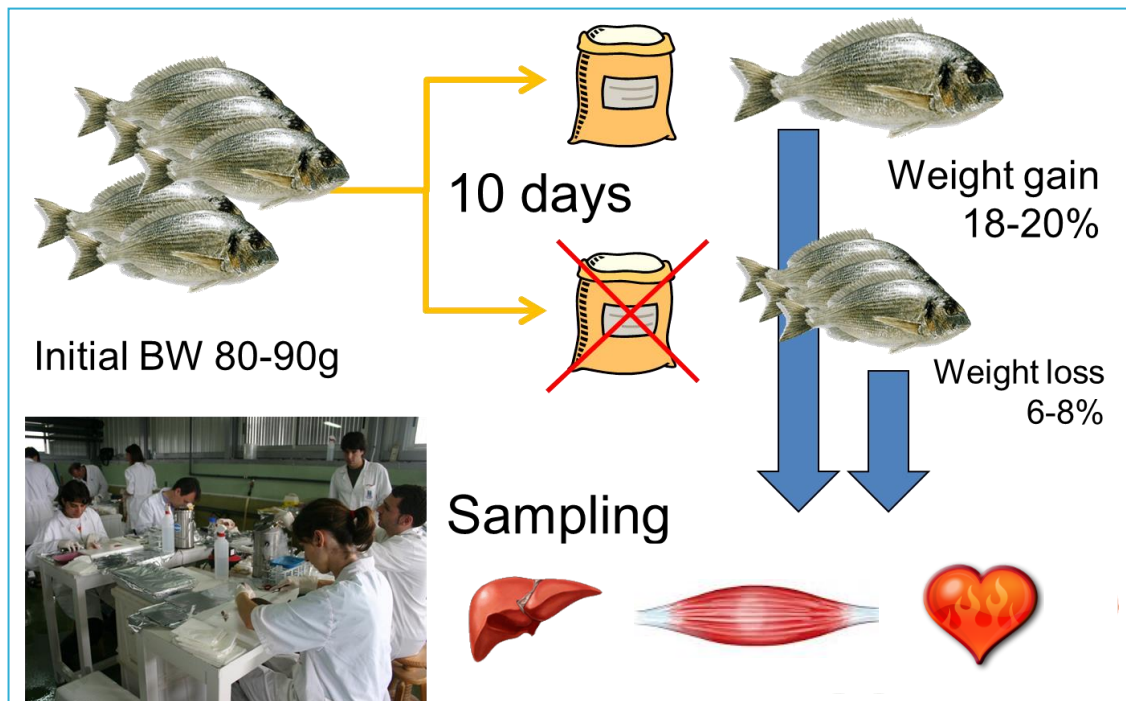 10 days
Weight gain
18-20%
Initial BW 80-90g
Weight loss
6-8%
Sampling